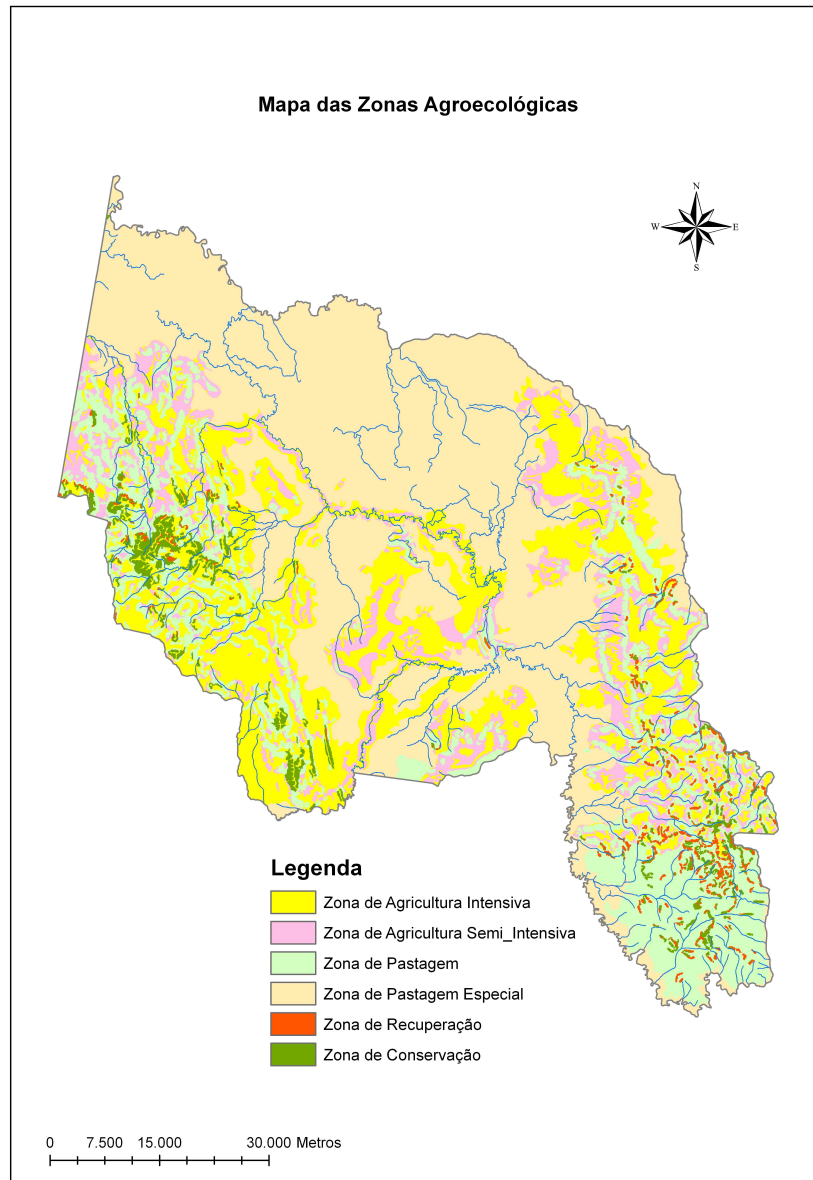 Mapa das Zonas Agroecológicas
N
W E
S
Legenda
Zona de Agricultura Intensiva
Zona de Agricultura Semi_Intensiva
Zona de Pastagem
Zona de Pastagem Especial
Zona de Recuperação
Zona de Conservação
0 7.500 15.000 30.000 Metros